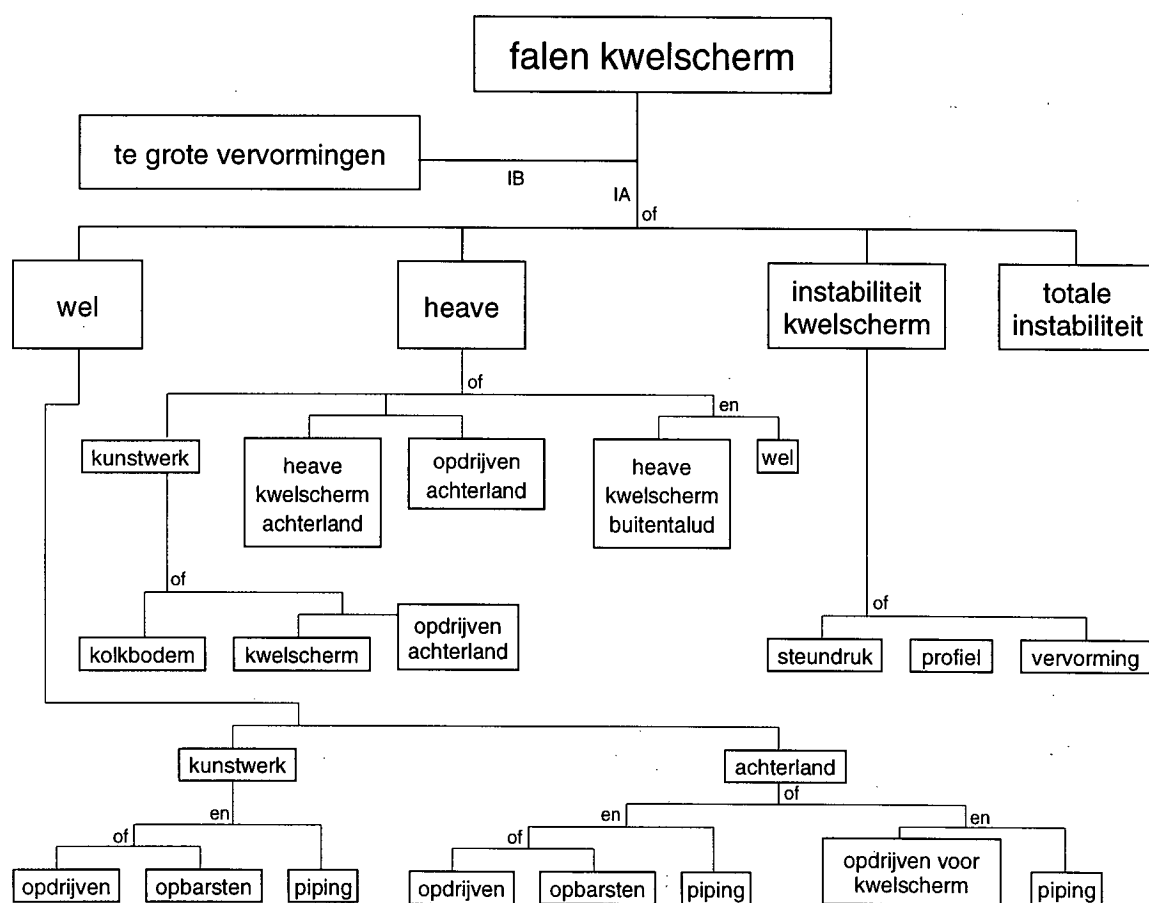 falen kwelscherm
te grote vervormingen
IB
IA
of
wel
heave
instabiliteit
kwelscherm
totale
instabiliteit
of
en
kunstwerk
heave
kwelscherm
achterland
opdrijven
achterland
heave
kwelscherm
buitentalud
wel
of
kolkbodem
kwelscherm
opdrijven
achterland
of
steundruk
profiel
vervorming
kunstwerk
achterland
en
of
of
en
of
en
opdrijven
opbarsten
piping
opdrijven
opbarsten
piping
opdrijven voor
kwelscherm
piping